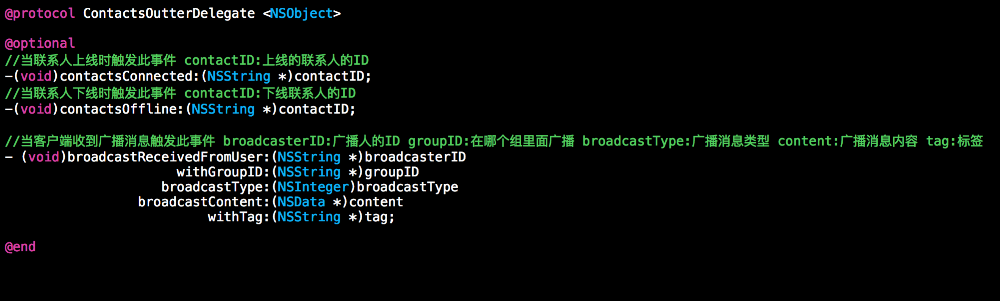 @protocol ContactsOutterDelegate <NSObject>
@optional
//当联系人上线时触发此事件 contactID:上线的联系人的ID
-(void)contactsConnected:(NSString *)contactID;
//当联系人下线时触发此事件 contactID:下线联系人的ID
-(void)contactsOffline:(NSString *)contactID;
//当客户端收到广播消息触发此事件 broadcasterID:广播人的ID groupID:在哪个组里面广播 broadcastType:广播消息类型 content:广播消息内容 tag:标签
- (void)broadcastReceivedFromUser:(NSString *)broadcasterID
withGroupID:(NSString *)groupID
broadcastType:(NSInteger)broadcastType
broadcastContent:(NSData *)content
withTag:(NSString *)tag;
@end